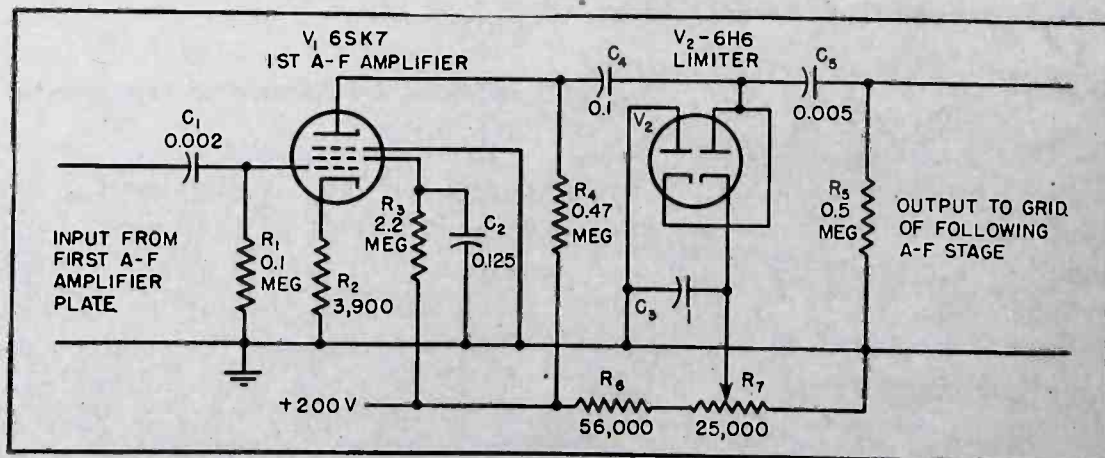 V1 6SK7
1ST A-F AMPLIFIER
V2-6H6
LIMITER
C4
0.1
C5
0.005
C1
0.002
V2
R4
0.47
MEG
R3
2.2
MEG
C2
0.125
R5
0.5
MEG
OUTPUT TO GRID
OF FOLLOWING
A-F STAGE
INPUT FROM
FIRST A-F
AMPLIFIER
PLATE
R1
0.1
MEG
R2
3,900
C3
1
R6
R7
+200V
56,000
25,000